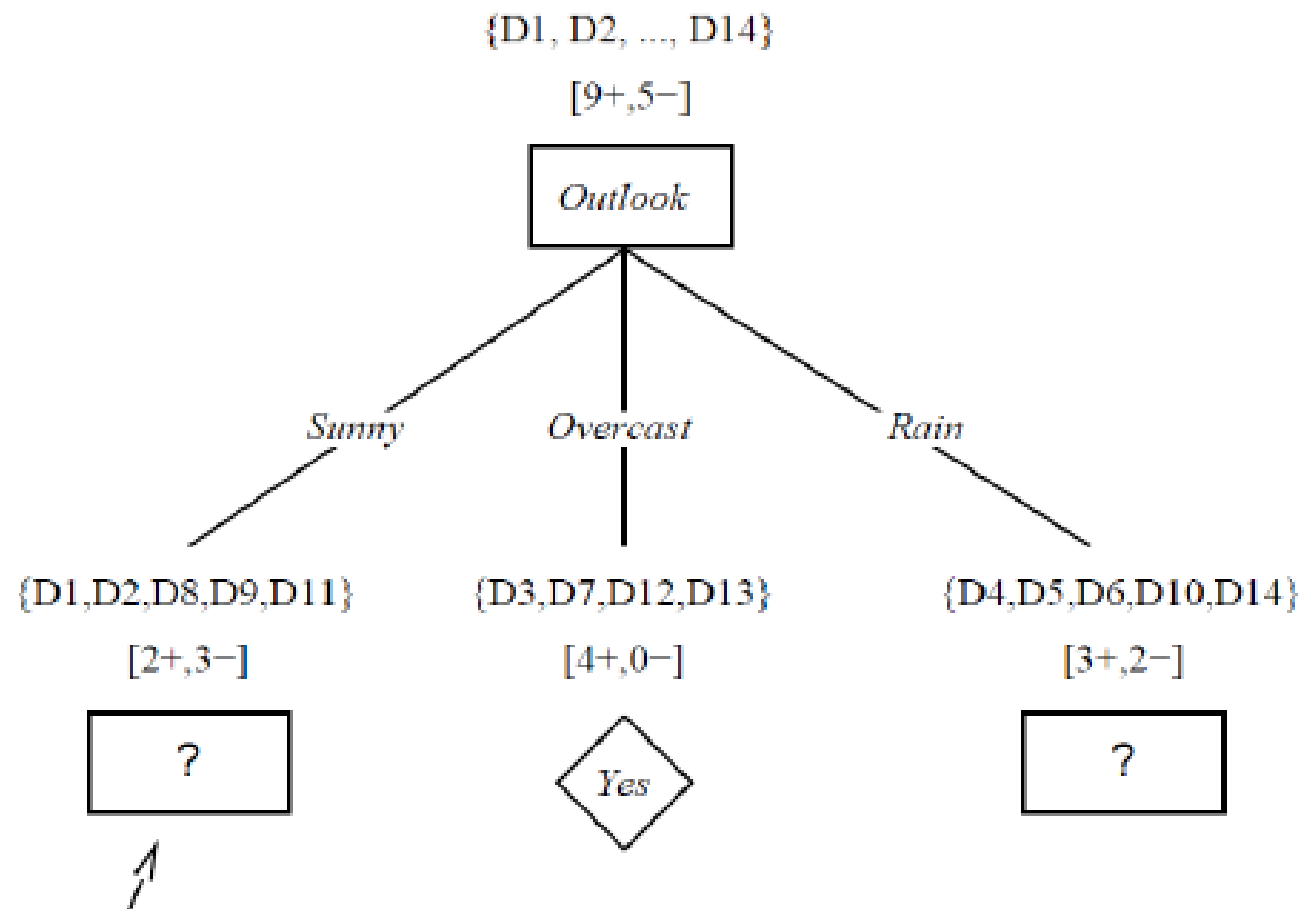 {D1, D2, ..., D14}
[9+,5−]
Outlook
Sunny
Overcast
Rain
{D1,D2,D8,D9,D11}
{D3,D7,D12,D13}
{D4,D5,D6,D10,D14}
[2+,3−]
[4+,0−]
[3+,2−]
?
Yes
?